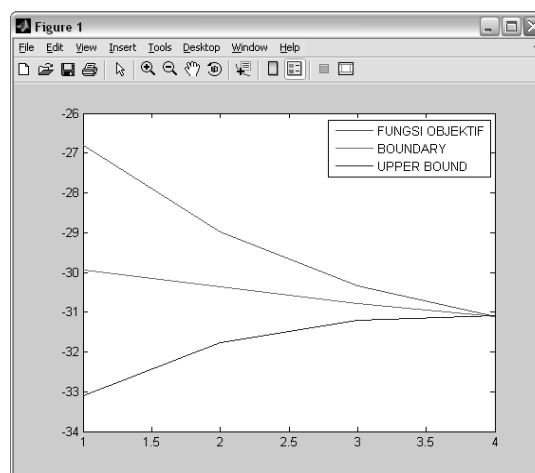 Figure 1
File Edit View Insert Tools Desktop Window Help
FUNGSI OBJEKTIF
BOUNDARY
UPPER BOUND
-26
-27
-28
-29
-30
-31
-32
-33
-34
1 1.5 2 2.5 3 3.5 4